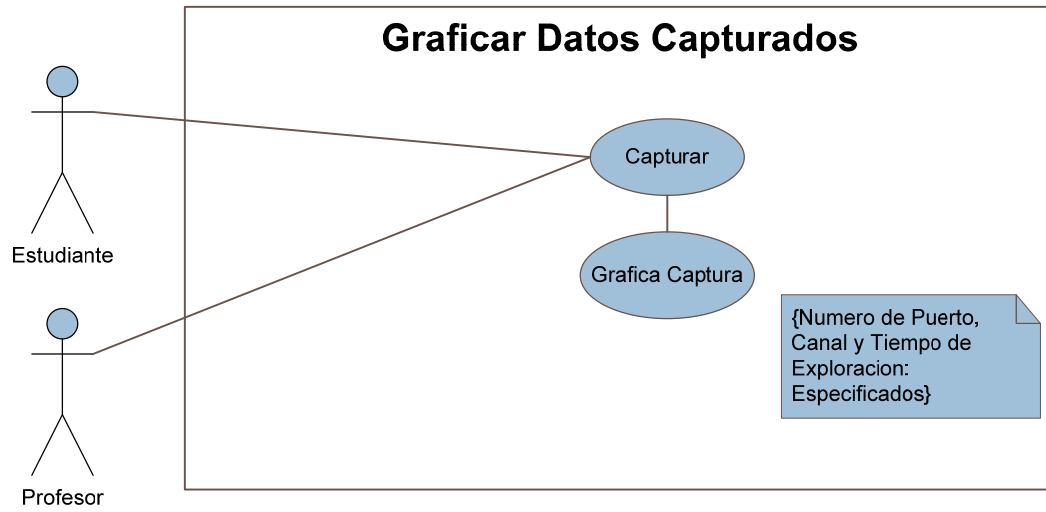 Graficar Datos Capturados
Capturar
Estudiante
Grafica Captura
{Numero de Puerto,
Canal y Tiempo de
Exploracion:
Especificados}
Profesor